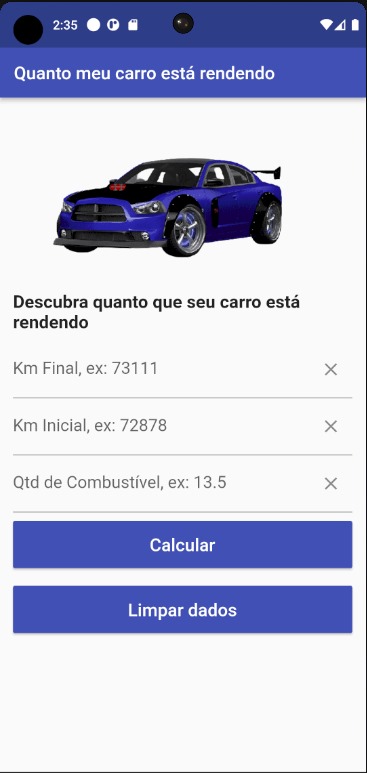 2:35
Quanto meu carro está rendendo
Descubra quanto que seu carro está
rendendo
Km Final, ex: 73111
Km Inicial, ex: 72878
Qtd de Combustível, ex: 13.5
Calcular
Limpar dados